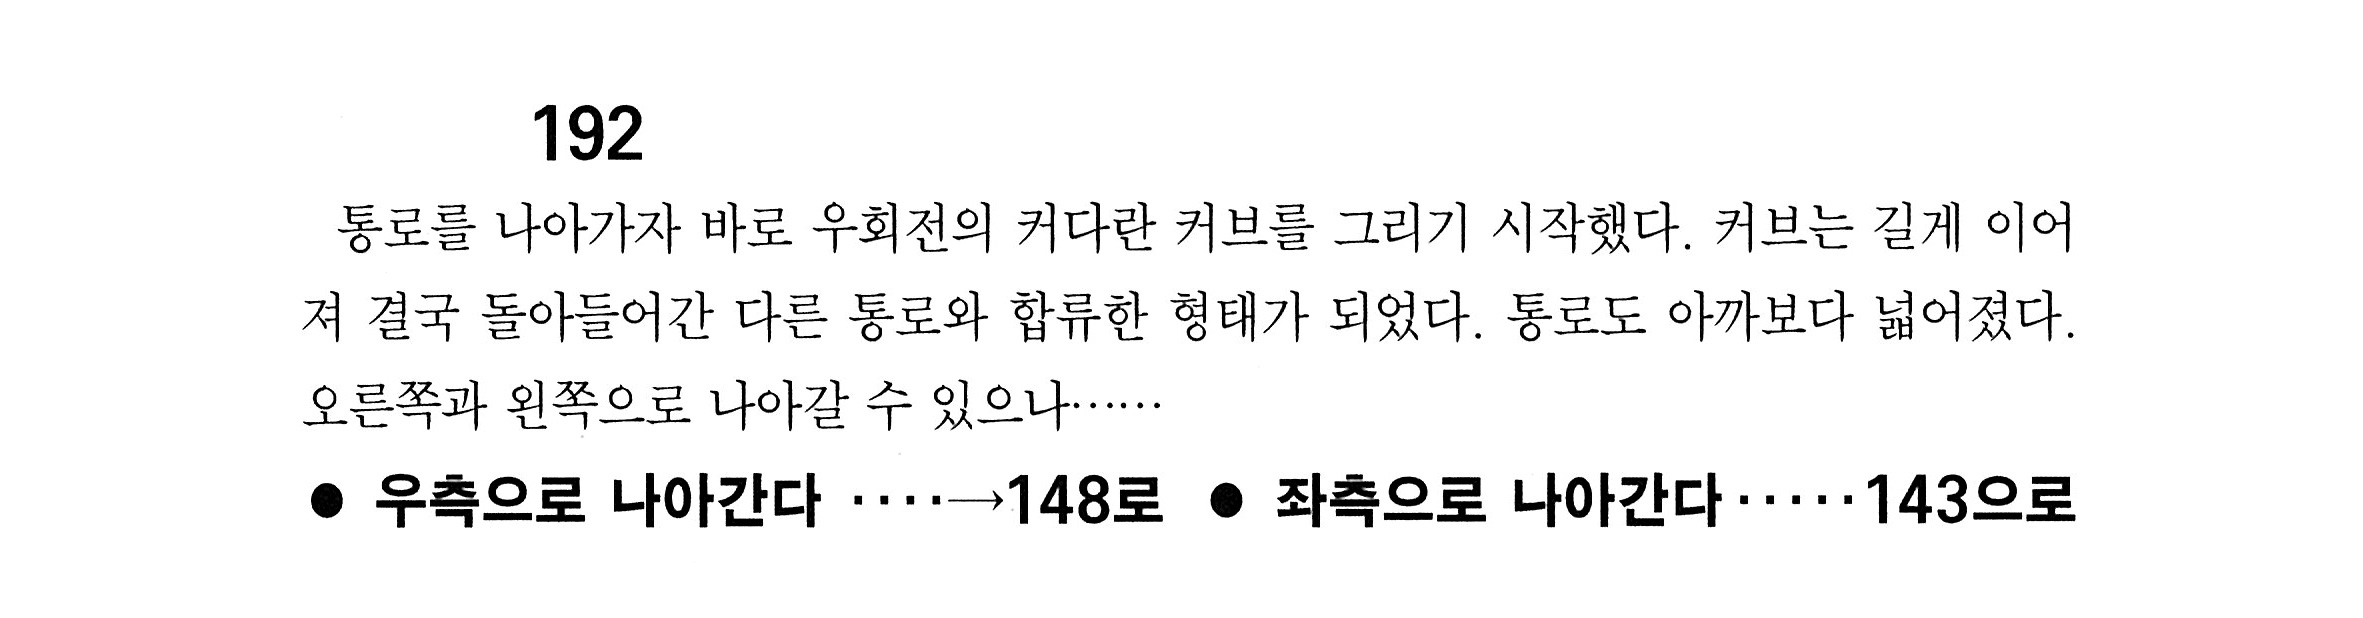 192
통로를 나아가자 바로 우회전의 커다란 커브를 그리기 시작했다. 커브는 길게 이어
져 결국 돌아들어간 다른 통로와 합류한 형태가 되었다. 통로도 아까보다 넓어졌다.
오른쪽과 왼쪽으로 나아갈 수 있으나……
● 우측으로 나아간다 ····→148로 ● 좌측으로 나아간다·····143으로